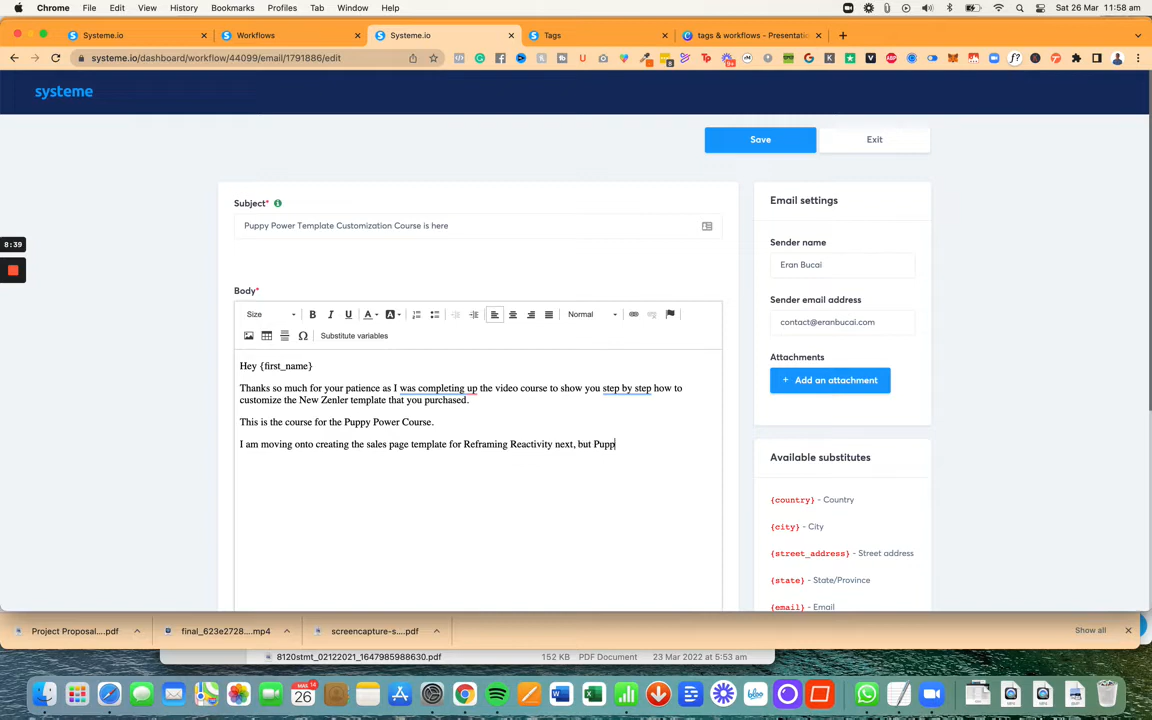 Chrome File Edit View History Bookmarks Profiles Tab Window Help Sat 26 Mar 11:58 am
Systeme.io Workflows Systeme.io Tags tags & workflows - Presentatio
systeme.io/dashboard/workflow/44099/email/1791886/edit
systeme
Save Exit
Subject*
Puppy Power Template Customization Course is here
8:39
Body*
Size B I U A A Normal
Substitute variables
Hey {first_name}
Thanks so much for your patience as I was completing up the video course to show you step by step how to
customize the New Zenler template that you purchased.
This is the course for the Puppy Power Course.
I am moving onto creating the sales page template for Reframing Reactivity next, but Pupp
Email settings
Sender name
Eran Bucai
Sender email address
contact@eranbucai.com
Attachments
+ Add an attachment
Available substitutes
{country} - Country
{city} - City
{street_address} - Street address
{state} - State/Province
{email} - Email
Project Proposal....pdf final_623e2728....mp4 screencapture-s....pdf Show all
8120stmt_02122021_1647985988630.pdf 152 KB PDF Document 23 Mar 2022 at 5:53 am